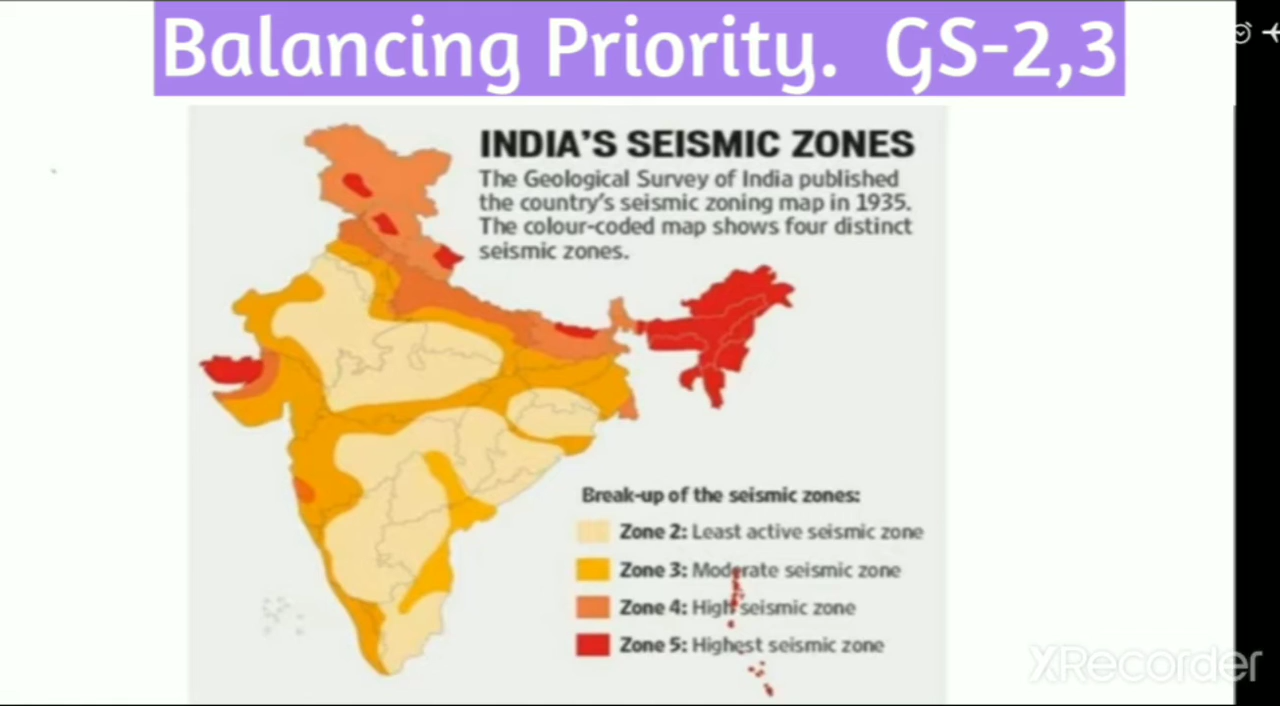 Balancing Priority. GS-2,3
INDIA'S SEISMIC ZONES
The Geological Survey of India published
the country's seismic zoning map in 1935.
The colour-coded map shows four distinct
seismic zones.
Break-up of the seismic zones:
Zone 2: Least active seismic zone
Zone 3: Moderate seismic zone
Zone 4: High seismic zone
Zone 5: Highest seismic zone
XRecorder